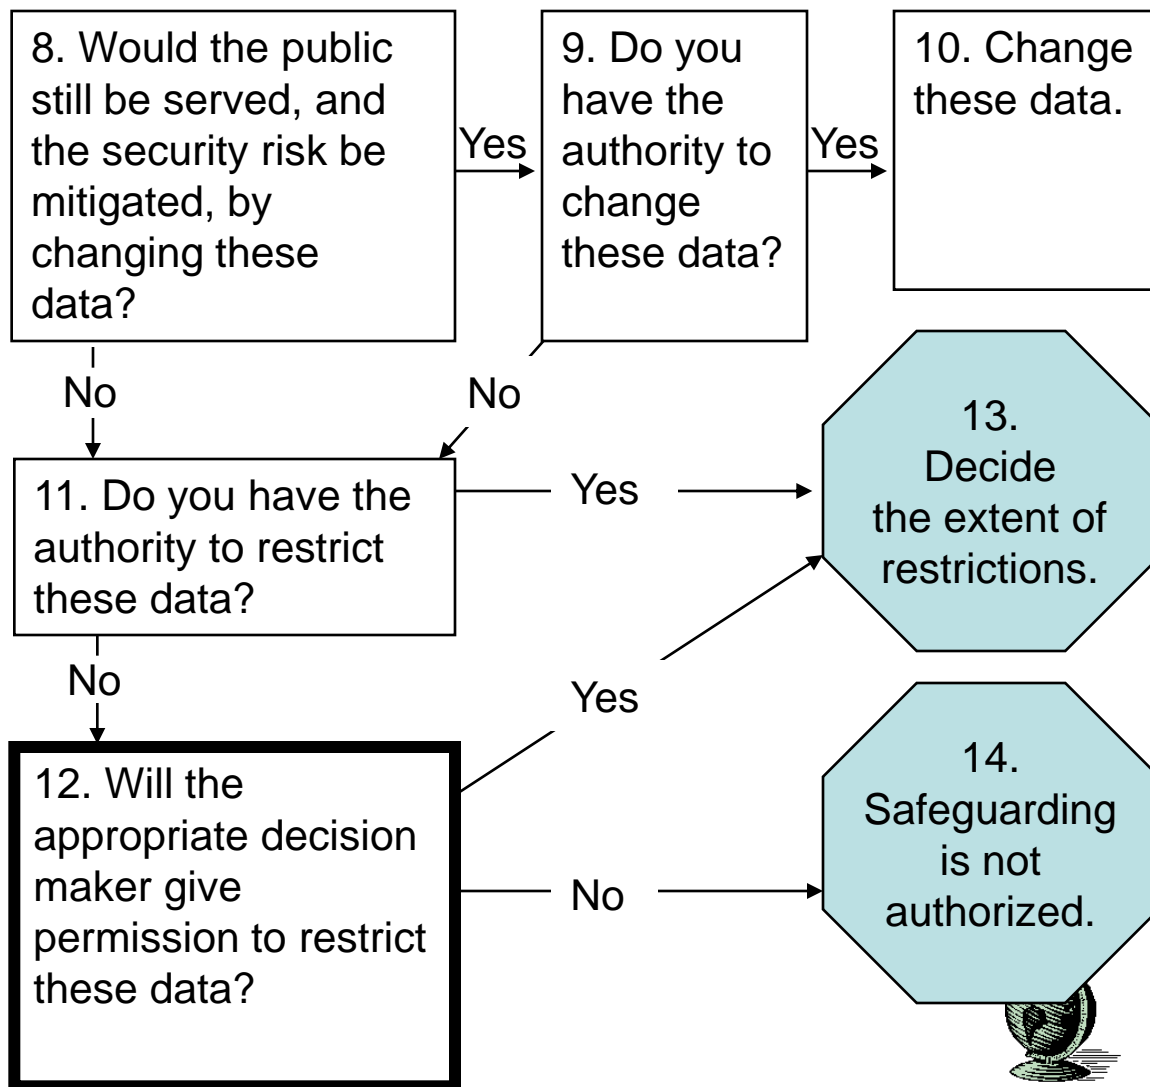 8. Would the public
still be served, and
the security risk be
mitigated, by
changing these
data?
Yes
9. Do you
have the
authority to
change
these data?
Yes
10. Change
these data.
No
No
11. Do you have the
authority to restrict
these data?
Yes
13.
Decide
the extent of
restrictions.
No
Yes
12. Will the
appropriate decision
maker give
permission to restrict
these data?
No
14.
Safeguarding
is not
authorized.